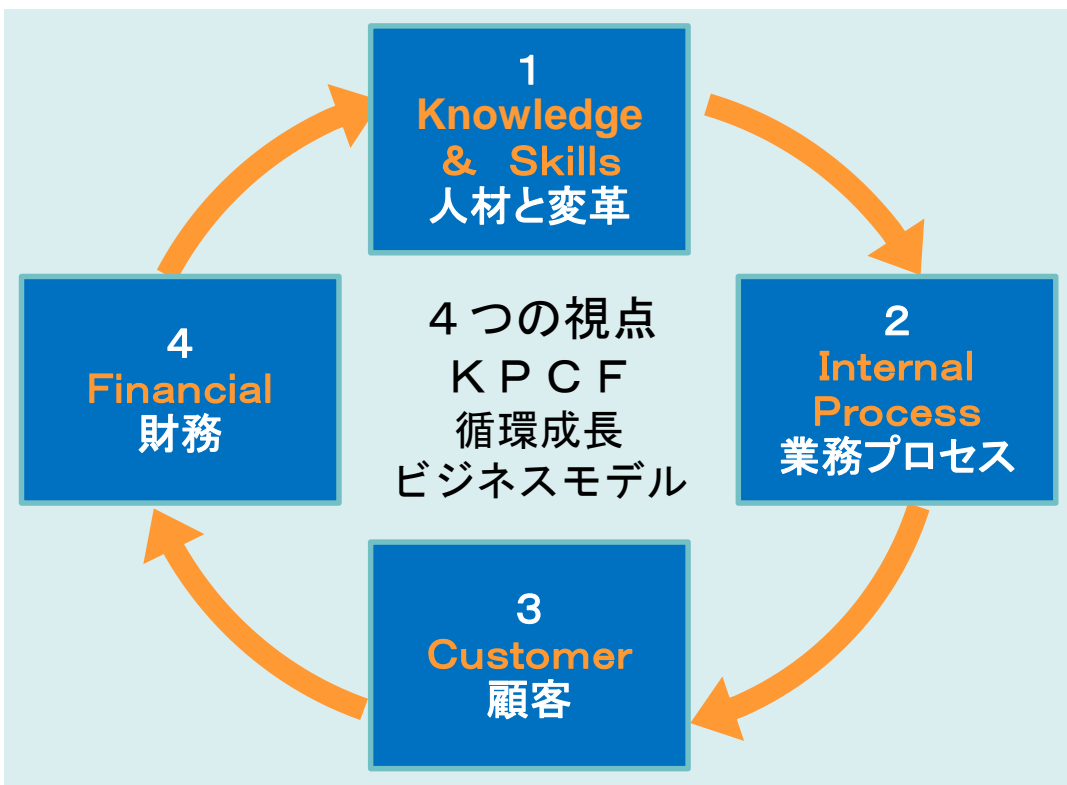 1
Knowledge
&　Skills
人材と変革
2
Internal
Process
業務プロセス
3
Customer
顧客
4
Financial
財務
４つの視点
ＫＰＣＦ
循環成長
ビジネスモデル